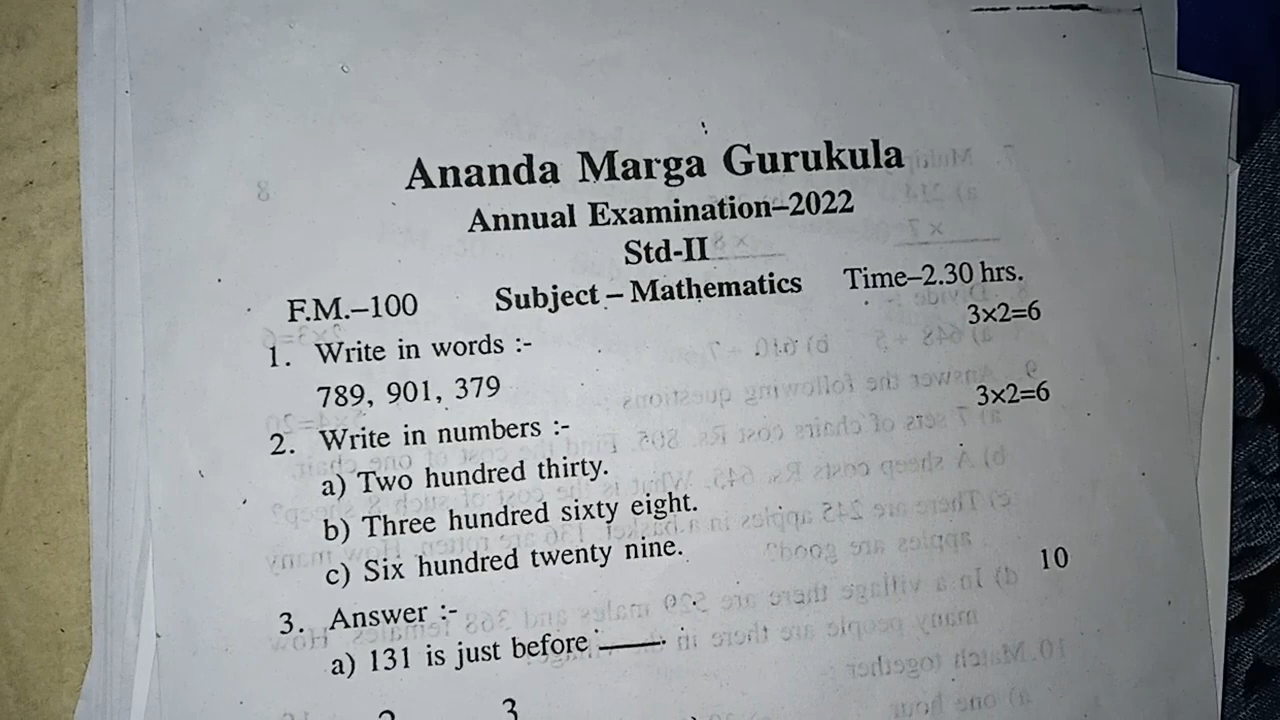 Ananda Marga Gurukula
Annual Examination–2022
Std-II
F.M.–100 Subject – Mathematics Time–2.30 hrs.
1. Write in words :- 3×2=6
789, 901, 379
2. Write in numbers :- 3×2=6
a) Two hundred thirty.
b) Three hundred sixty eight.
c) Six hundred twenty nine.
3. Answer :- 10
a) 131 is just before